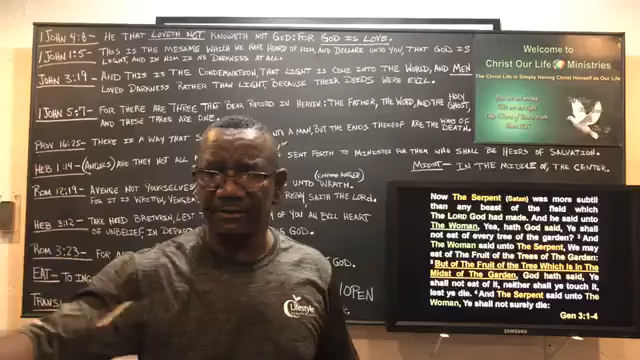 1 JOHN 4:8- HE THAT LOVETH NOT KNOWETH NOT GOD: FOR GOD IS LOVE.
1 JOHN 1:5- THIS IS THE MESSAGE WHICH WE HAVE HEARD OF HIM, AND DECLARE UNTO YOU, THAT GOD IS
LIGHT, AND IN HIM IS NO DARKNESS AT ALL.
JOHN 3:19- AND THIS IS THE CONDEMNATION, THAT LIGHT IS COME INTO THE WORLD, AND MEN
LOVED DARKNESS RATHER THAN LIGHT, BECAUSE THEIR DEEDS WERE EVIL.
1 JOHN 5:7- FOR THERE ARE THREE THAT BEAR RECORD IN HEAVEN: THE FATHER, THE WORD, AND THE HOLY GHOST,
AND THESE THREE ARE ONE.
PROV 16:25- THERE IS A WAY THAT A MAN, BUT THE ENDS THEREOF ARE THE WAYS OF DEATH.
HEB 1:14- (ANGELS) ARE THEY NOT ALL SENT FORTH TO MINISTER FOR THEM WHO SHALL BE HEIRS OF SALVATION.
MIDST- IN THE MIDDLE OF THE CENTER.
ROM 12:19- AVENGE NOT YOURSELVES UNTO WRATH.
FOR IT IS WRITTEN, REPAY SAITH THE LORD.
HEB 3:12- TAKE HEED BRETHREN, LEST OF YOU AN EVIL HEART
OF UNBELIEF, IN GOD.
ROM 3:23- FOR GOD.
EAT- TO
OPEN
Welcome to
Christ Our Life Ministries
The Christ Life is Simply Having Christ Himself as Our Life
Lifestyle
Now The Serpent (Satan) was more subtil
than any beast of the field which
The LORD God had made. And he said unto
The Woman, Yea, hath God said, Ye shall
not eat of every tree of the garden? 2 And
The Woman said unto The Serpent, We may
eat of The Fruit of the Trees of The Garden:
3 But of The Fruit of The Tree Which is in The
Midst of The Garden, God hath said, Ye
shall not eat of it, neither shall ye touch it,
lest ye die. 4 And The Serpent said unto The
Woman, Ye shall not surely die:
Gen 3:1-4
SAMSUNG